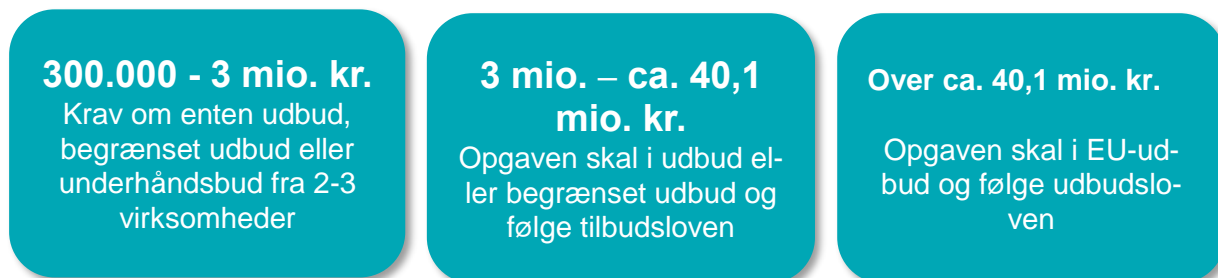 300.000 - 3 mio. kr.
Krav om enten udbud,
begrænset udbud eller
underhåndsbud fra 2-3
virksomheder
3 mio. – ca. 40,1
mio. kr.
Opgaven skal i udbud el-
ler begrænset udbud og
følge tilbudsloven
Over ca. 40,1 mio. kr.
Opgaven skal i EU-ud-
bud og følge udbudslo-
ven